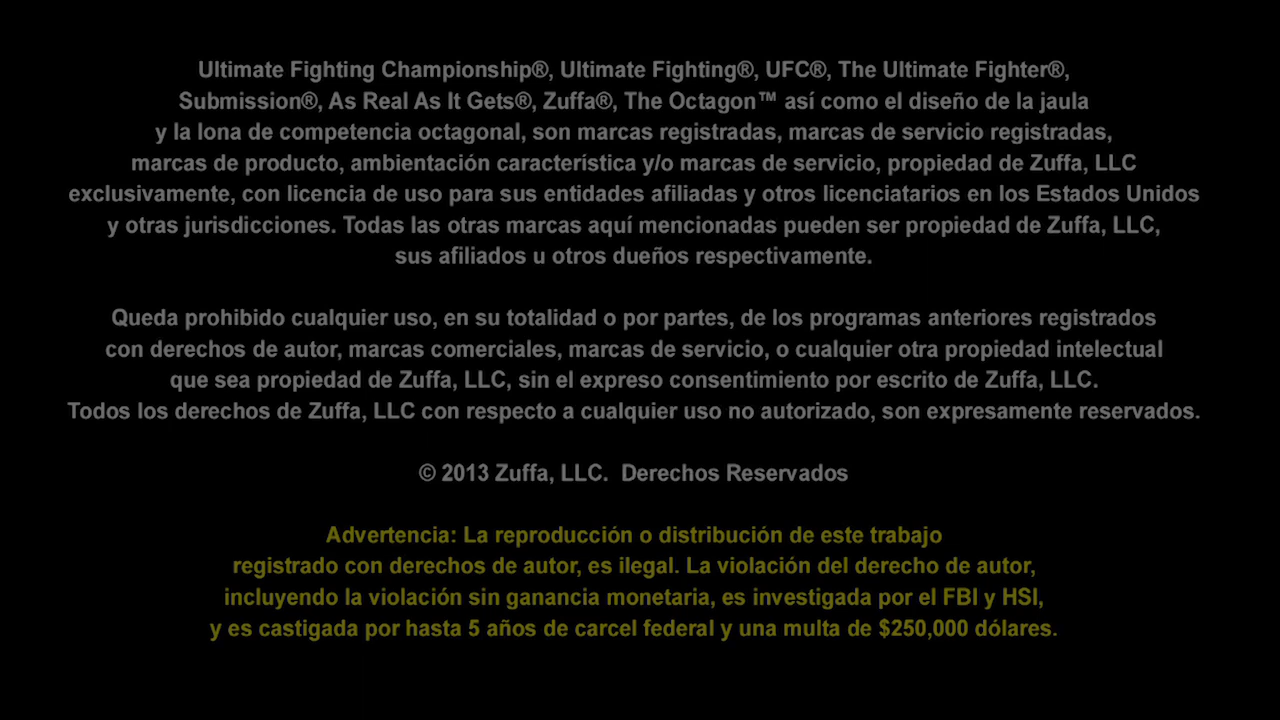 Ultimate Fighting Championship®, Ultimate Fighting®, UFC®, The Ultimate Fighter®,
Submission®, As Real As It Gets®, Zuffa®, The Octagon™ así como el diseño de la jaula
y la lona de competencia octagonal, son marcas registradas, marcas de servicio registradas,
marcas de producto, ambientación característica y/o marcas de servicio, propiedad de Zuffa, LLC
exclusivamente, con licencia de uso para sus entidades afiliadas y otros licenciatarios en los Estados Unidos
y otras jurisdicciones. Todas las otras marcas aquí mencionadas pueden ser propiedad de Zuffa, LLC,
sus afiliados u otros dueños respectivamente.
Queda prohibido cualquier uso, en su totalidad o por partes, de los programas anteriores registrados
con derechos de autor, marcas comerciales, marcas de servicio, o cualquier otra propiedad intelectual
que sea propiedad de Zuffa, LLC, sin el expreso consentimiento por escrito de Zuffa, LLC.
Todos los derechos de Zuffa, LLC con respecto a cualquier uso no autorizado, son expresamente reservados.
© 2013 Zuffa, LLC. Derechos Reservados
Advertencia: La reproducción o distribución de este trabajo
registrado con derechos de autor, es ilegal. La violación del derecho de autor,
incluyendo la violación sin ganancia monetaria, es investigada por el FBI y HSI,
y es castigada por hasta 5 años de carcel federal y una multa de $250,000 dólares.